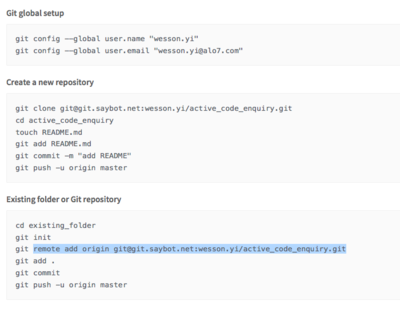 Git global setup
git config --global user.name "wesson.yi"
git config --global user.email "wesson.yi@alo7.com"
Create a new repository
git clone git@git.saybot.net:wesson.yi/active_code_enquiry.git
cd active_code_enquiry
touch README.md
git add README.md
git commit -m "add README"
git push -u origin master
Existing folder or Git repository
cd existing_folder
git init
git remote add origin git@git.saybot.net:wesson.yi/active_code_enquiry.git
git add .
git commit
git push -u origin master